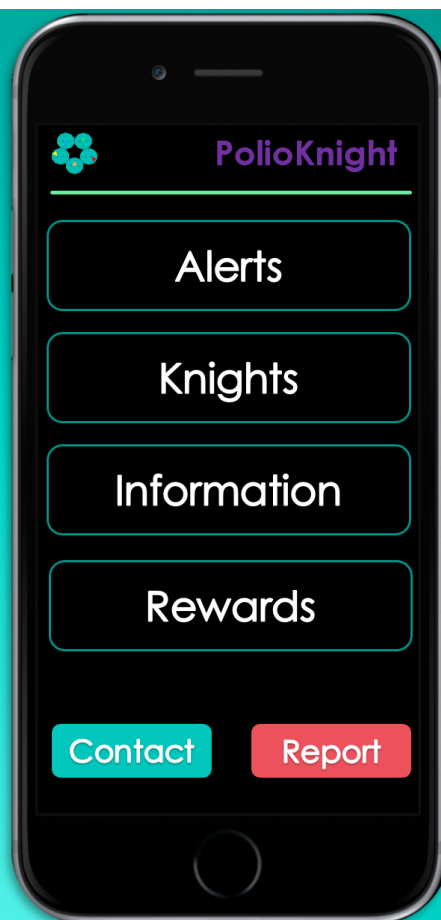 PolioKnight
Alerts
Knights
Information
Rewards
Contact Report